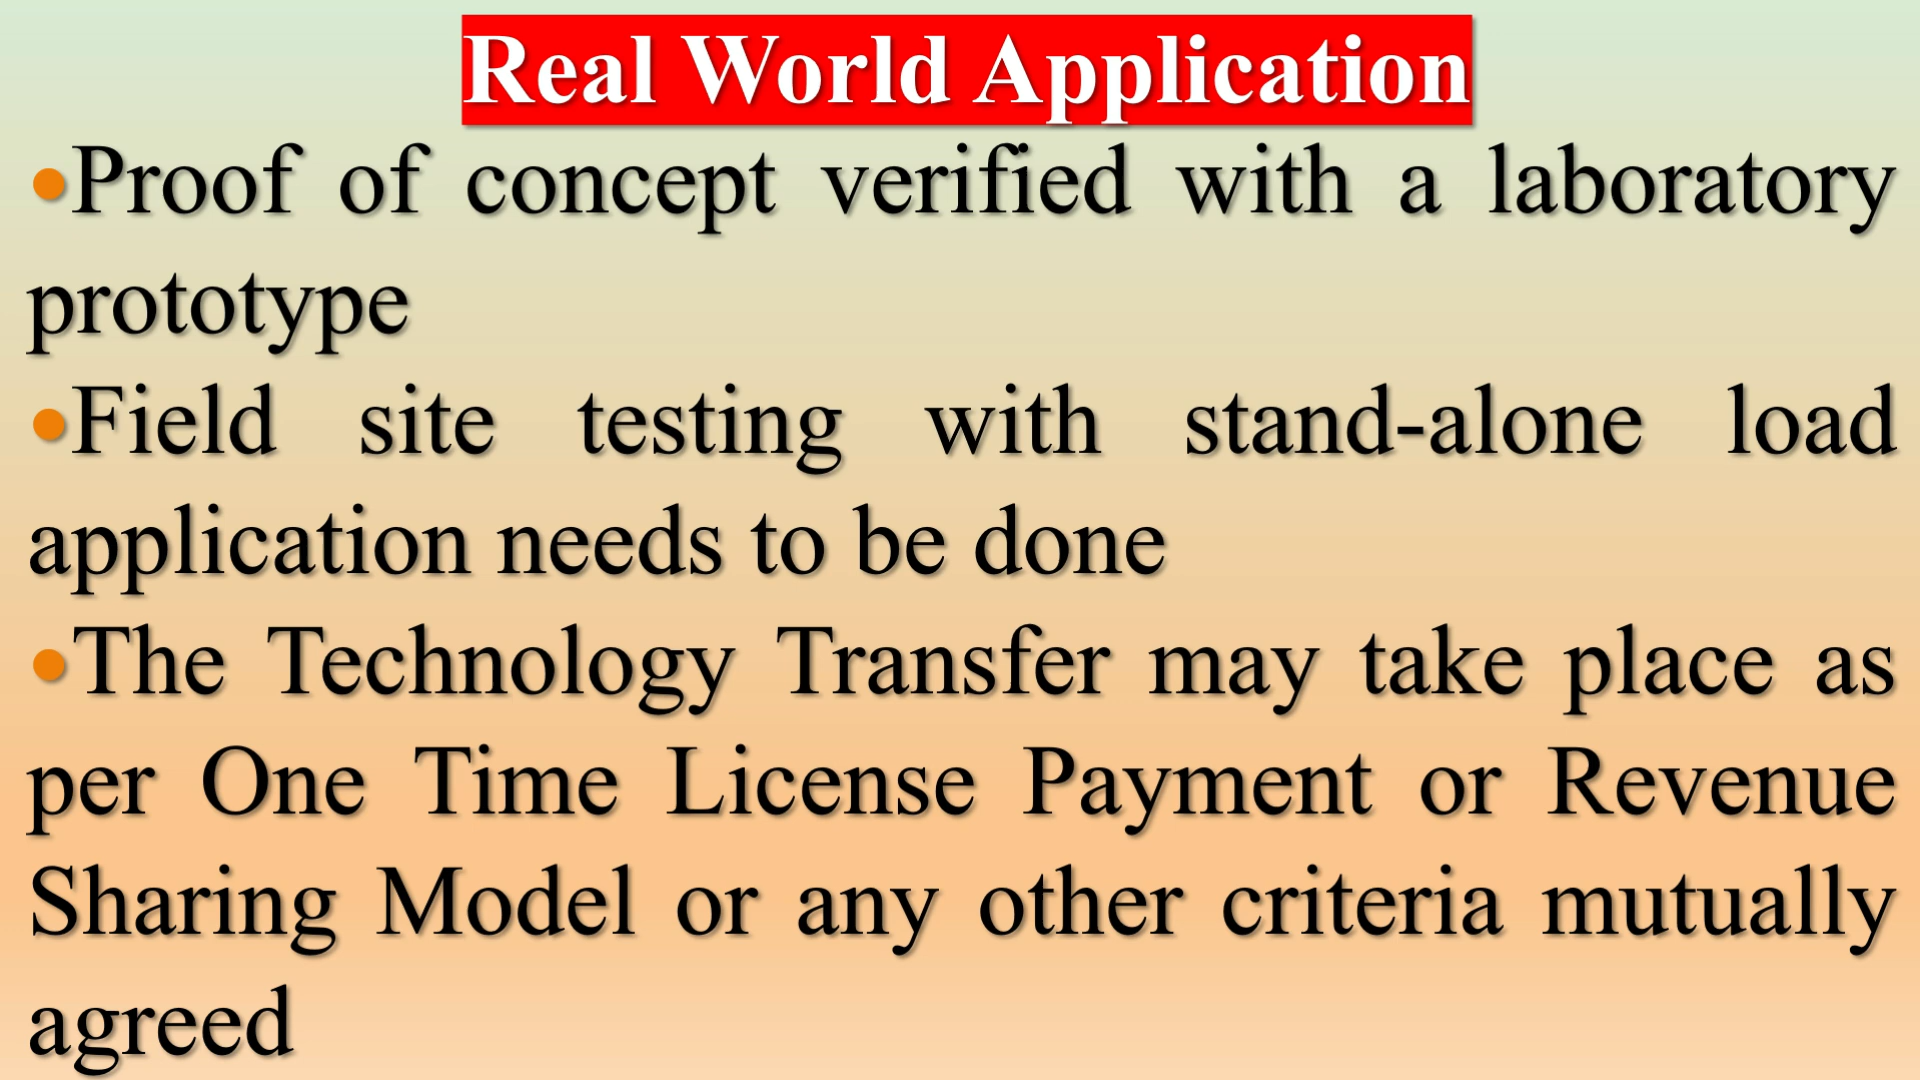 Real World Application
•Proof of concept verified with a laboratory
prototype
•Field site testing with stand-alone load
application needs to be done
•The Technology Transfer may take place as
per One Time License Payment or Revenue
Sharing Model or any other criteria mutually
agreed